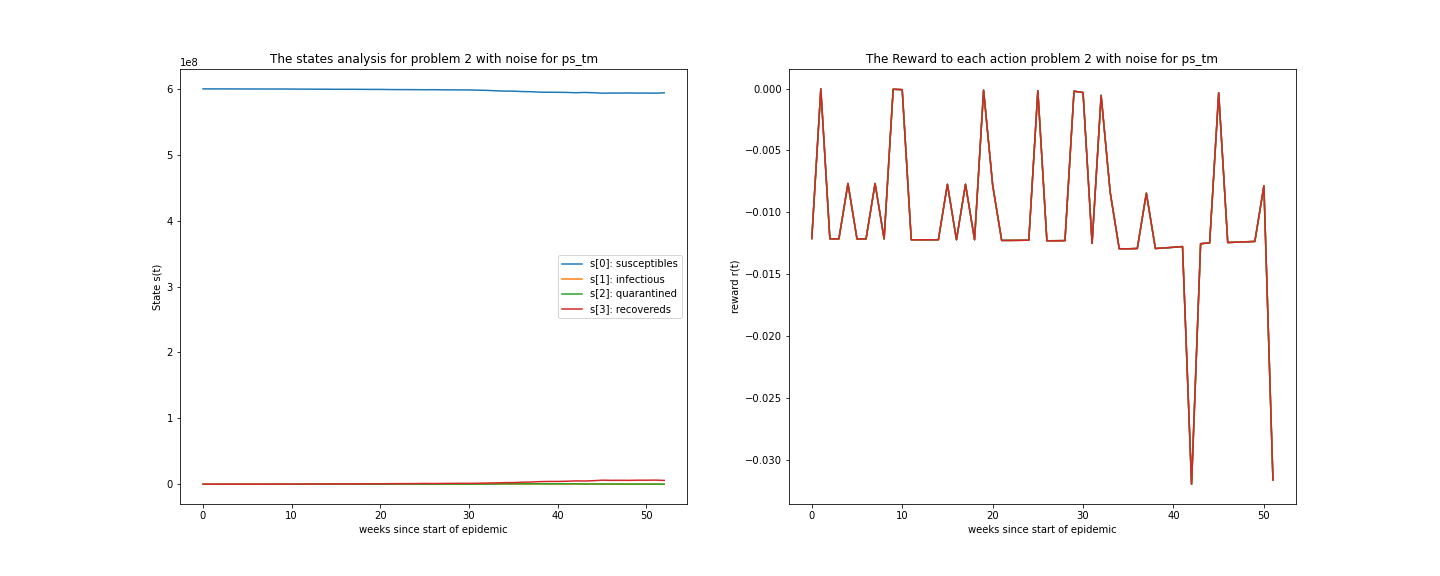 The states analysis for problem 2 with noise for ps_tm
1e8
6
5
4
3
2
1
0
State s(t)
s[0]: susceptibles
s[1]: infectious
s[2]: quarantined
s[3]: recovereds
0 10 20 30 40 50
weeks since start of epidemic
The Reward to each action problem 2 with noise for ps_tm
0.000
−0.005
−0.010
−0.015
−0.020
−0.025
−0.030
reward r(t)
0 10 20 30 40 50
weeks since start of epidemic